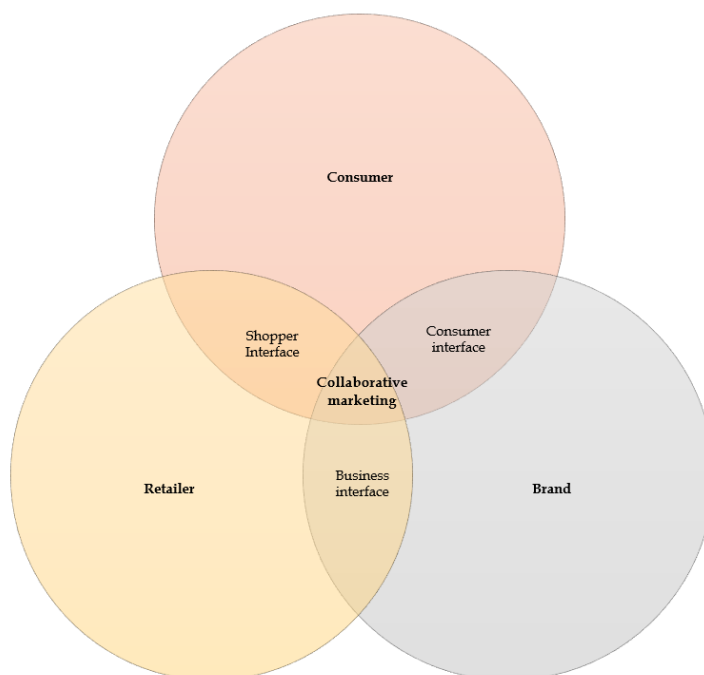 Consumer
Shopper
Interface
Consumer
interface
Collaborative
marketing
Retailer
Business
interface
Brand